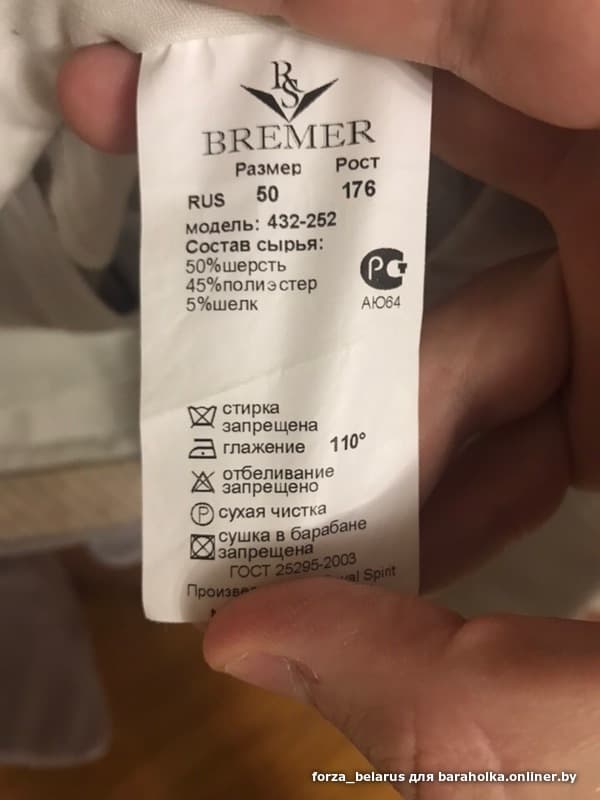 RS
BREMER
Размер Рост
RUS 50 176
модель: 432-252
Состав сырья:
50%шерсть
45%полиэстер
5%шелк
АЮ64
стирка
запрещена
глажение 110°
отбеливание
запрещено
P сухая чистка
сушка в барабане
запрещена
ГОСТ 25295-2003
Spirit
forza_belarus для baraholka.onliner.by